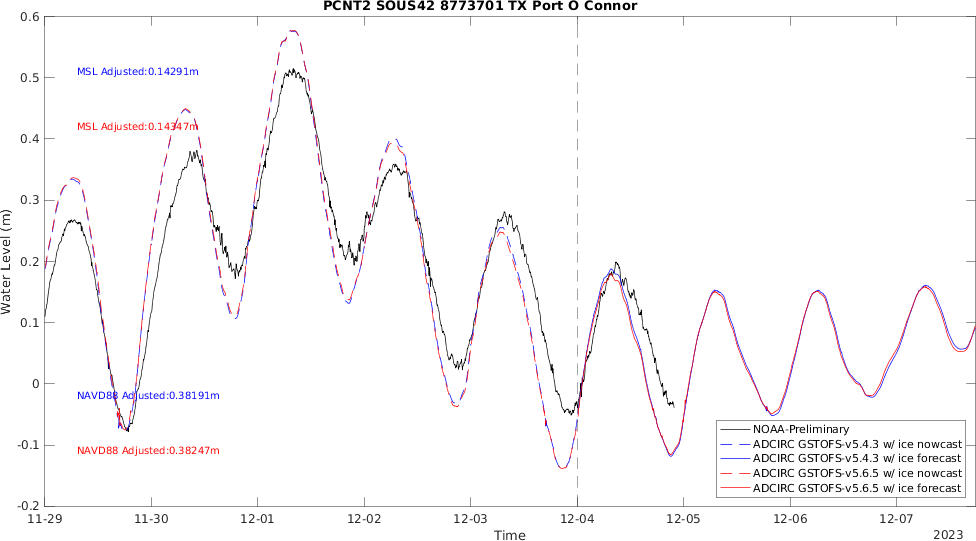 PCNT2 SOUS42 8773701 TX Port O Connor
0.6
0.5
0.4
0.3
0.2
0.1
0
-0.1
-0.2
Water Level (m)
MSL Adjusted:0.14291m
MSL Adjusted:0.14347m
NAVD88 Adjusted:0.38191m
NAVD88 Adjusted:0.38247m
NOAA-Preliminary
ADCIRC GSTOFS-v5.4.3 w/ ice nowcast
ADCIRC GSTOFS-v5.4.3 w/ ice forecast
ADCIRC GSTOFS-v5.6.5 w/ ice nowcast
ADCIRC GSTOFS-v5.6.5 w/ ice forecast
11-29 11-30 12-01 12-02 12-03 12-04 12-05 12-06 12-07
Time
2023